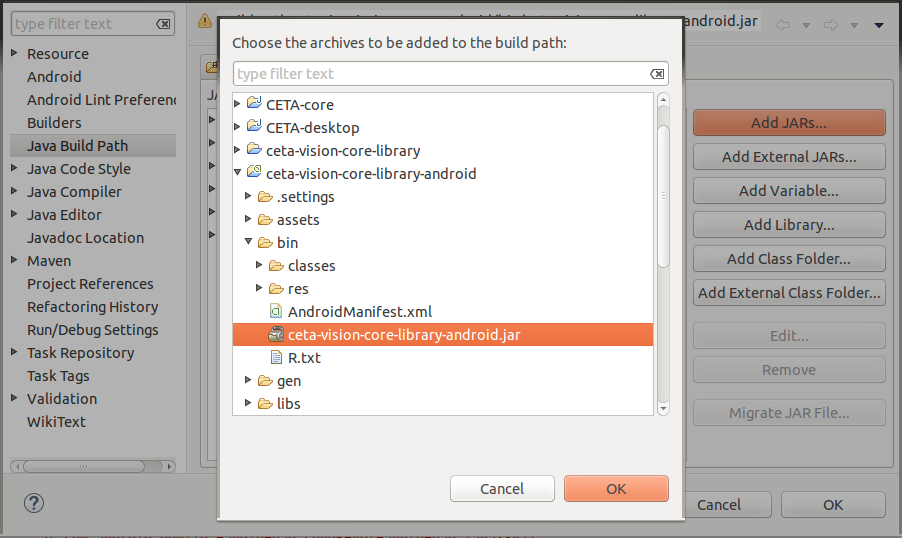 type filter text
Resource
Android
Android Lint Preferenc
Builders
Java Build Path
Java Code Style
Java Compiler
Java Editor
Javadoc Location
Maven
Project References
Refactoring History
Run/Debug Settings
Task Repository
Task Tags
Validation
WikiText
android.jar
Choose the archives to be added to the build path:
type filter text
CETA-core
CETA-desktop
ceta-vision-core-library
ceta-vision-core-library-android
.settings
assets
bin
classes
res
AndroidManifest.xml
ceta-vision-core-library-android.jar
R.txt
gen
libs
Cancel
OK
Add JARs...
Add External JARs...
Add Variable...
Add Library...
Add Class Folder...
Add External Class Folder...
Edit...
Remove
Migrate JAR File...
Cancel
OK